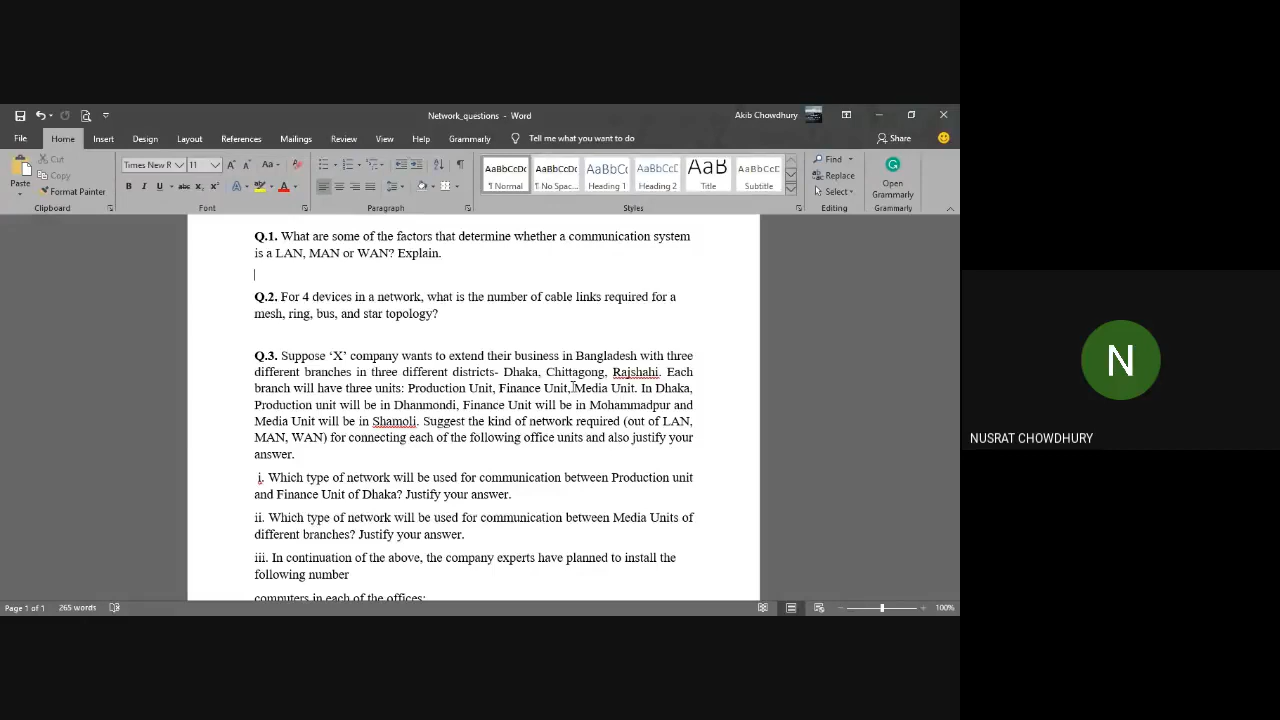 Network_questions - Word
Akib Chowdhury
File Home Insert Design Layout References Mailings Review View Help Grammarly Tell me what you want to do Share
Paste
Cut
Copy
Format Painter
Clipboard
Times New R 11
Font
Paragraph
AaBbCcDc AaBbCcDc AaBbCc AaBbCcC AaB AaBbCcC
¶ Normal ¶ No Spac... Heading 1 Heading 2 Title Subtitle
Styles
Find
Replace
Select
Editing
Open
Grammarly
Grammarly
Q.1. What are some of the factors that determine whether a communication system
is a LAN, MAN or WAN? Explain.
Q.2. For 4 devices in a network, what is the number of cable links required for a
mesh, ring, bus, and star topology?
Q.3. Suppose ‘X’ company wants to extend their business in Bangladesh with three
different branches in three different districts- Dhaka, Chittagong, Rajshahi. Each
branch will have three units: Production Unit, Finance Unit, Media Unit. In Dhaka,
Production unit will be in Dhanmondi, Finance Unit will be in Mohammadpur and
Media Unit will be in Shamoli. Suggest the kind of network required (out of LAN,
MAN, WAN) for connecting each of the following office units and also justify your
answer.
i. Which type of network will be used for communication between Production unit
and Finance Unit of Dhaka? Justify your answer.
ii. Which type of network will be used for communication between Media Units of
different branches? Justify your answer.
iii. In continuation of the above, the company experts have planned to install the
following number
computers in each of the offices:
Page 1 of 1 265 words
100%
N
NUSRAT CHOWDHURY